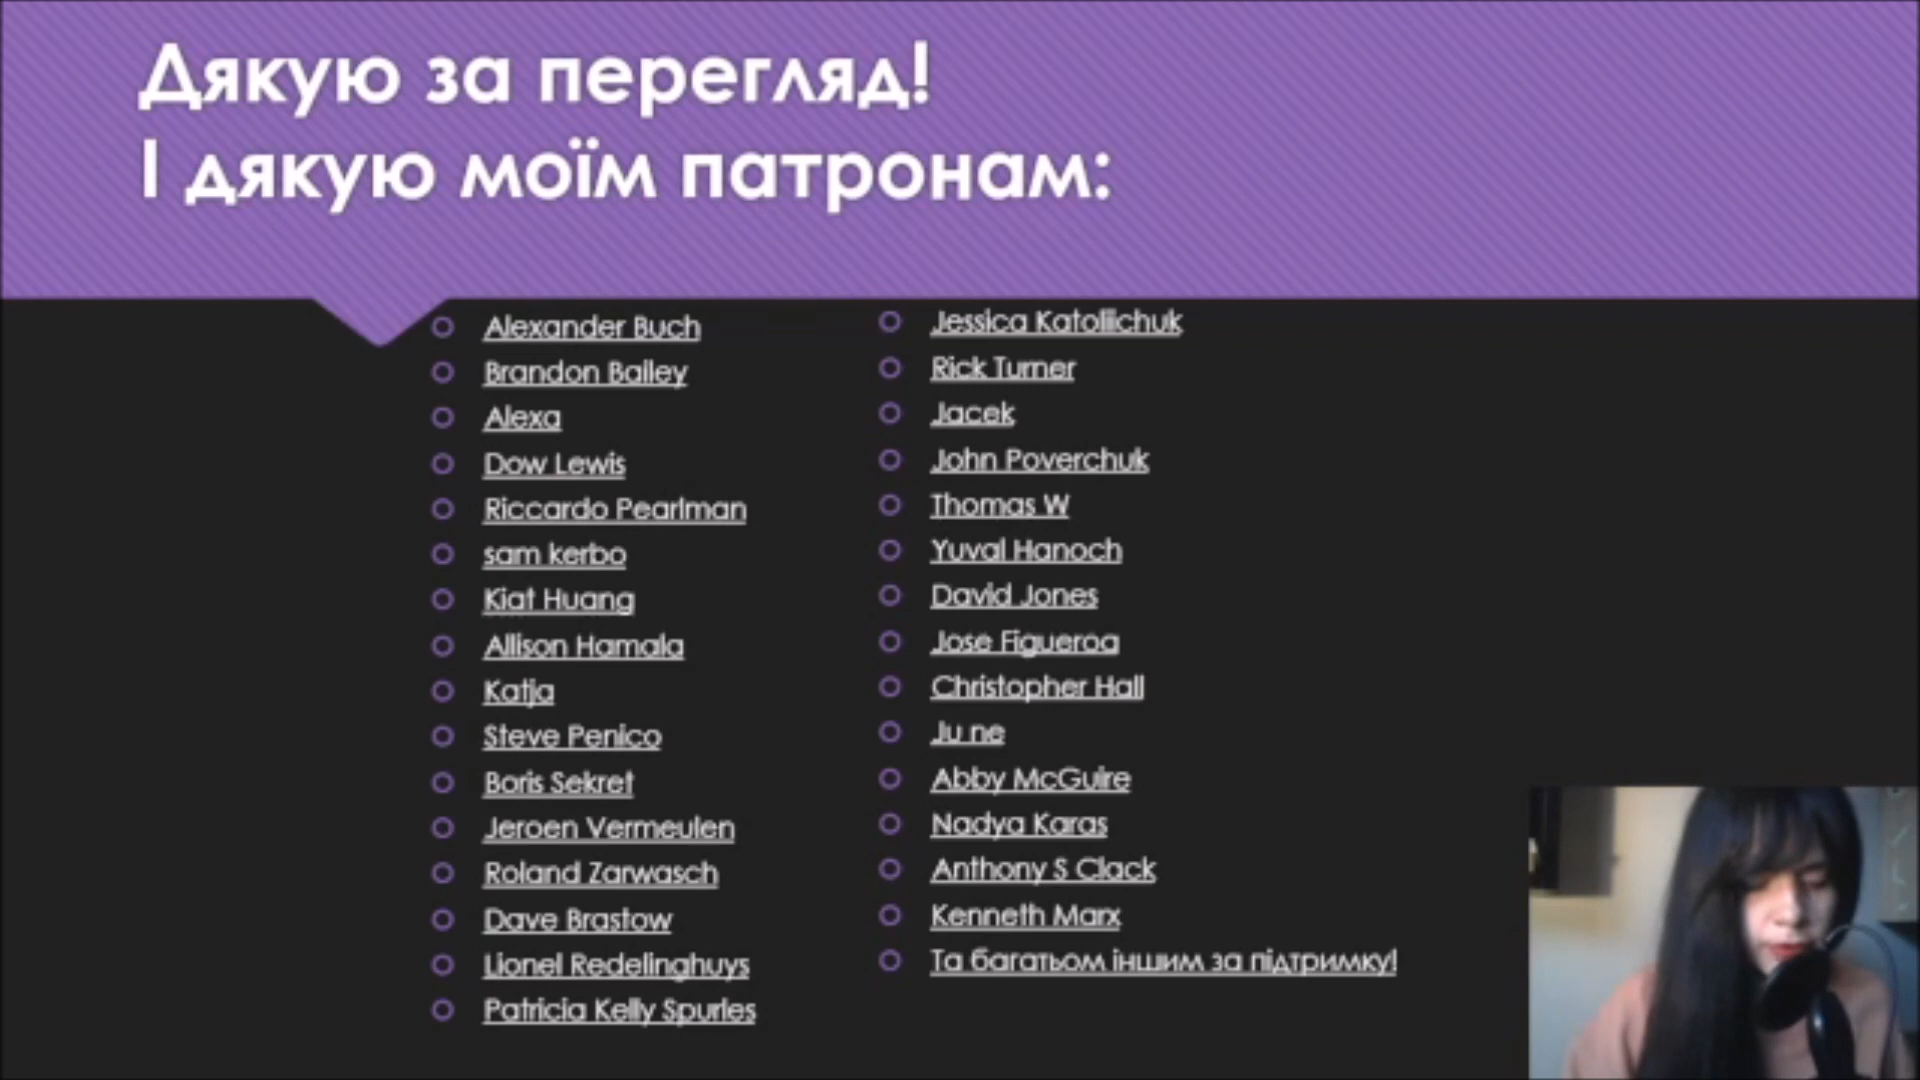 Дякую за перегляд!
І дякую моїм патронам:
Alexander Buch
Brandon Bailey
Alexa
Dow Lewis
Riccardo Pearlman
sam kerbo
Kiat Huang
Allison Hamala
Katja
Steve Penico
Boris Sekret
Jeroen Vermeulen
Roland Zarwasch
Dave Brastow
Lionel Redelinghuys
Patricia Kelly Spurles
Jessica Katoliichuk
Rick Turner
Jacek
John Poverchuk
Thomas W
Yuval Hanoch
David Jones
Jose Figueroa
Christopher Hall
Ju ne
Abby McGuire
Nadya Karas
Anthony S Clack
Kenneth Marx
Та багатьом іншим за підтримку!